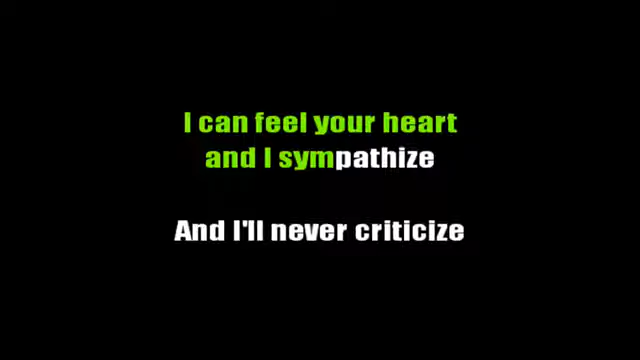 I can feel your heart
and I sympathize
And I'll never criticize